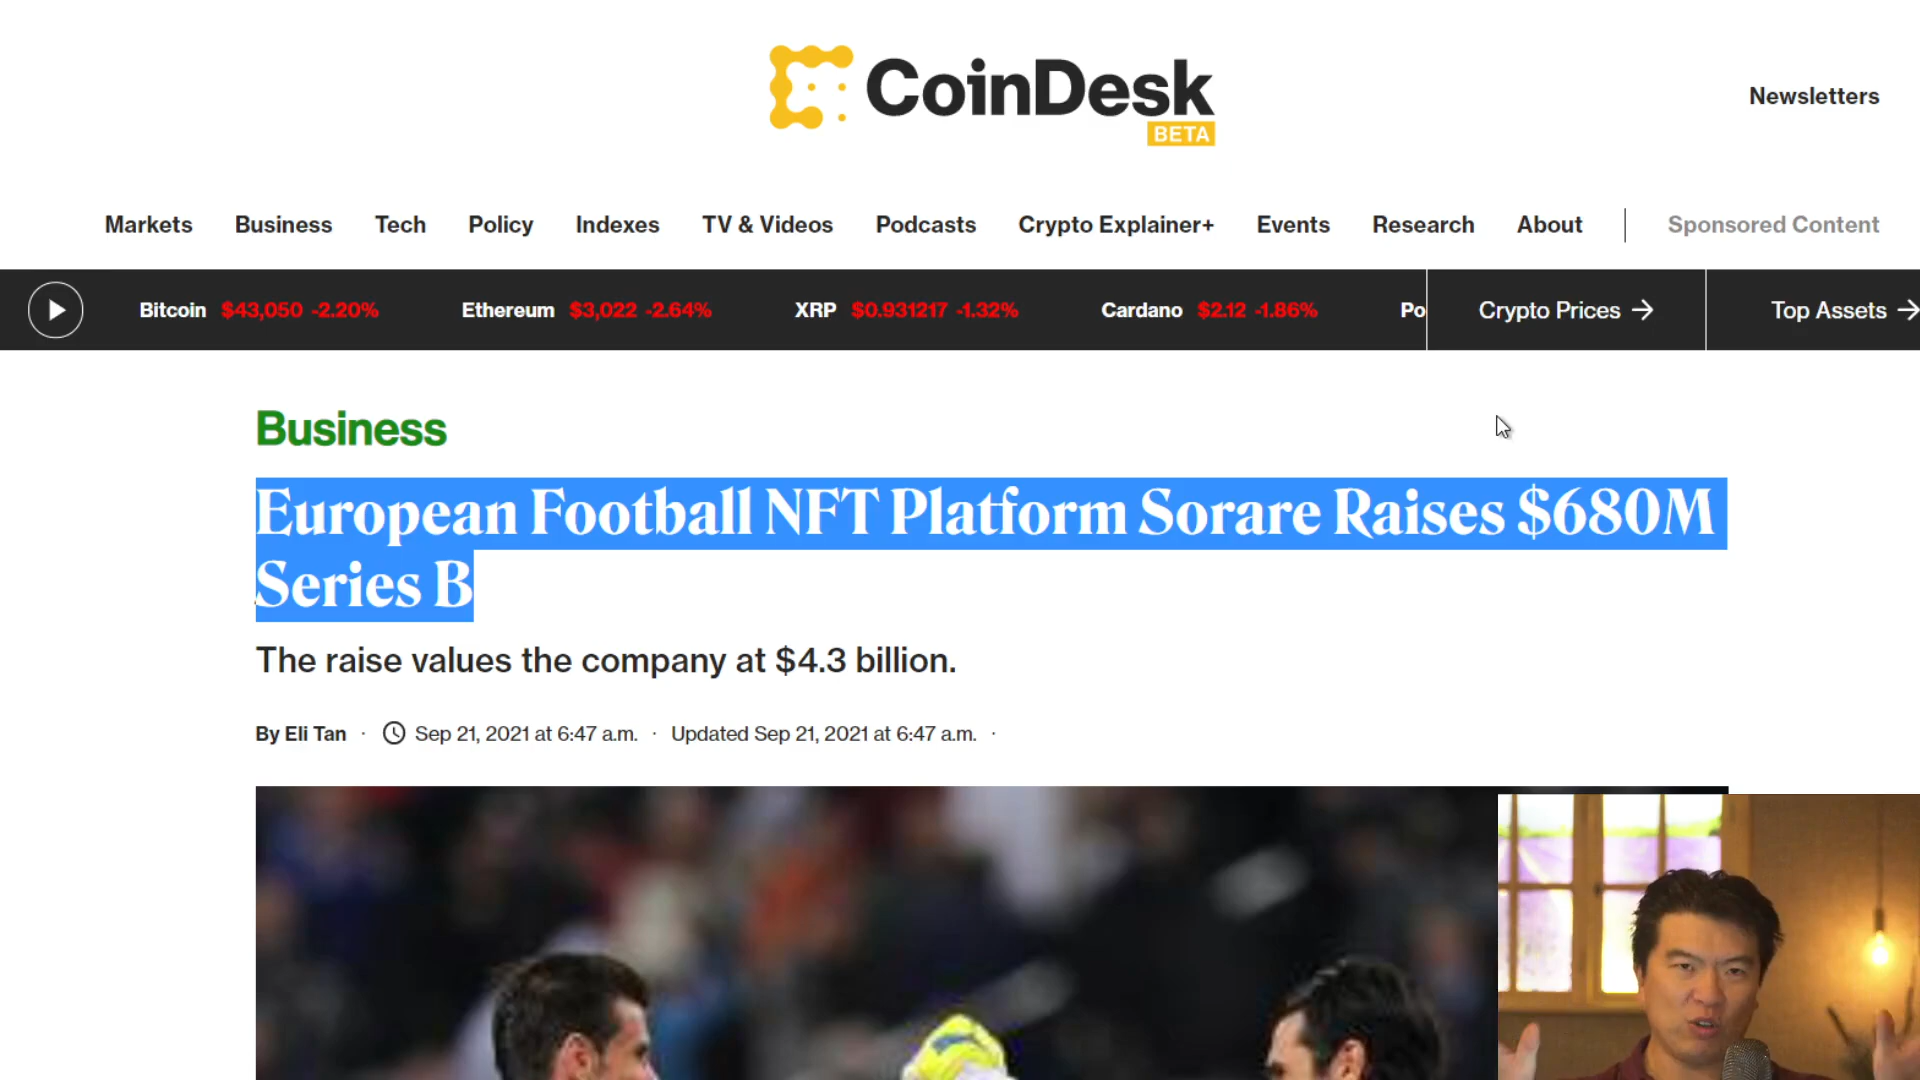 CoinDesk
BETA
Newsletters
Markets Business Tech Policy Indexes TV & Videos Podcasts Crypto Explainer+ Events Research About Sponsored Content
Bitcoin $43,050 -2.20% Ethereum $3,022 -2.64% XRP $0.931217 -1.32% Cardano $2.12 -1.86% Po Crypto Prices → Top Assets →
Business
European Football NFT Platform Sorare Raises $680M
Series B
The raise values the company at $4.3 billion.
By Eli Tan · Sep 21, 2021 at 6:47 a.m. · Updated Sep 21, 2021 at 6:47 a.m. ·